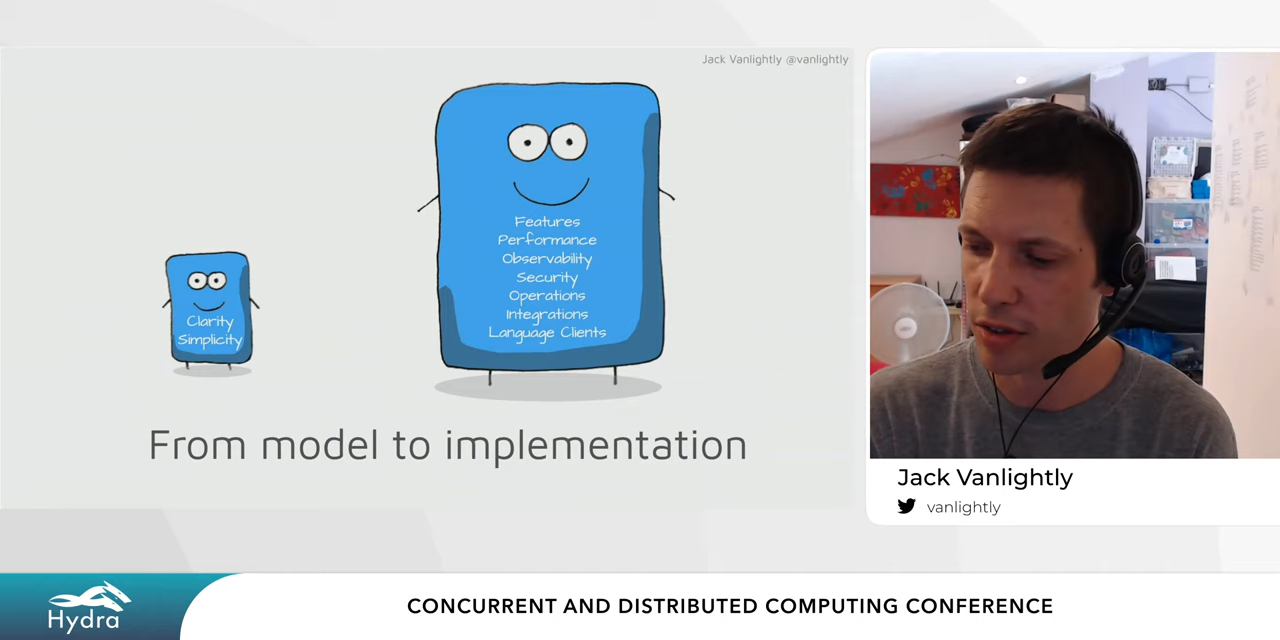 Jack Vanlightly @vanlightly
Clarity
Simplicity
Features
Performance
Observability
Security
Operations
Integrations
Language Clients
From model to implementation
Jack Vanlightly
vanlightly
Hydra
CONCURRENT AND DISTRIBUTED COMPUTING CONFERENCE